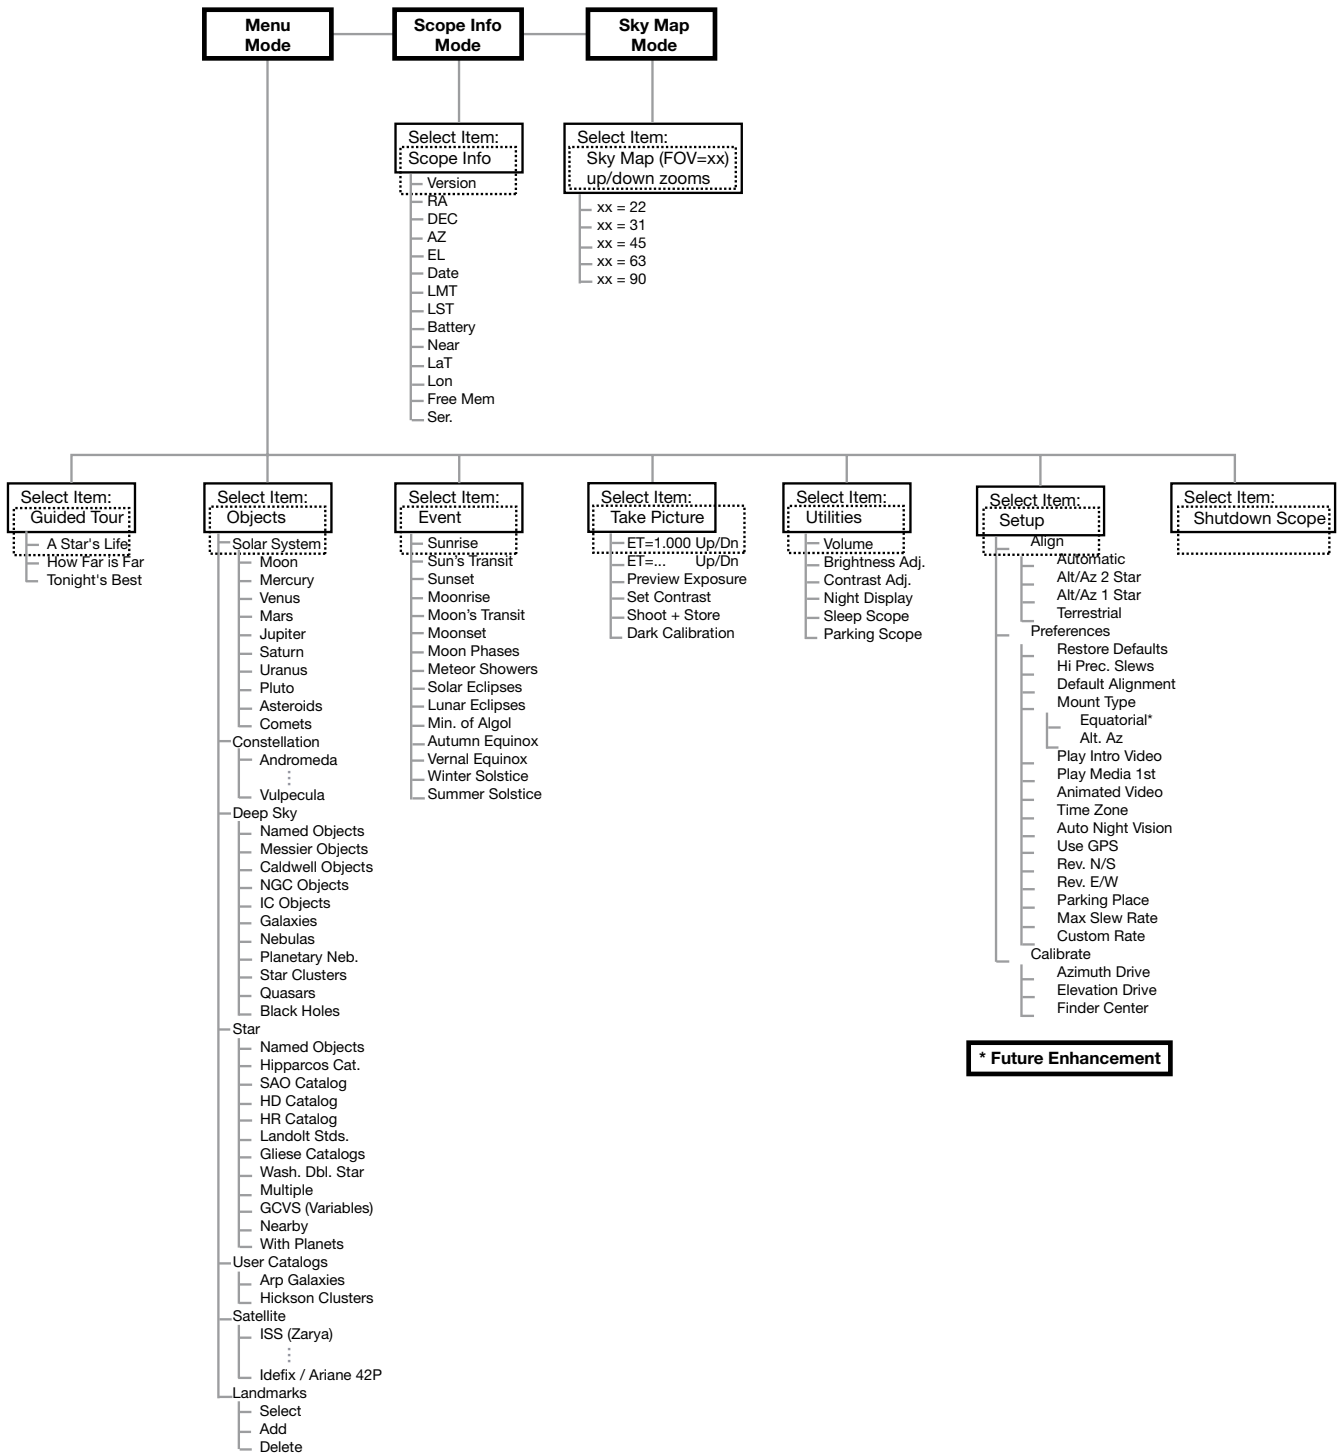 Menu
Mode
Scope Info
Mode
Sky Map
Mode
Select Item:
Scope Info
Version
RA
DEC
AZ
EL
Date
LMT
LST
Battery
Near
LaT
Lon
Free Mem
Ser.
Select Item:
Sky Map (FOV=xx)
up/down zooms
xx = 22
xx = 31
xx = 45
xx = 63
xx = 90
Select Item:
Guided Tour
A Star's Life
How Far is Far
Tonight's Best
Select Item:
Objects
Solar System
Moon
Mercury
Venus
Mars
Jupiter
Saturn
Uranus
Pluto
Asteroids
Comets
Constellation
Andromeda
Vulpecula
Deep Sky
Named Objects
Messier Objects
Caldwell Objects
NGC Objects
IC Objects
Galaxies
Nebulas
Planetary Neb.
Star Clusters
Quasars
Black Holes
Star
Named Objects
Hipparcos Cat.
SAO Catalog
HD Catalog
HR Catalog
Landolt Stds.
Gliese Catalogs
Wash. Dbl. Star
Multiple
GCVS (Variables)
Nearby
With Planets
User Catalogs
Arp Galaxies
Hickson Clusters
Satellite
ISS (Zarya)
Idefix / Ariane 42P
Landmarks
Select
Add
Delete
Select Item:
Event
Sunrise
Sun’s Transit
Sunset
Moonrise
Moon’s Transit
Moonset
Moon Phases
Meteor Showers
Solar Eclipses
Lunar Eclipses
Min. of Algol
Autumn Equinox
Vernal Equinox
Winter Solstice
Summer Solstice
Select Item:
Take Picture
ET=1.000 Up/Dn
ET=... Up/Dn
Preview Exposure
Set Contrast
Shoot + Store
Dark Calibration
Select Item:
Utilities
Volume
Brightness Adj.
Contrast Adj.
Night Display
Sleep Scope
Parking Scope
Select Item:
Setup
Align
Automatic
Alt/Az 2 Star
Alt/Az 1 Star
Terrestrial
Preferences
Restore Defaults
Hi Prec. Slews
Default Alignment
Mount Type
Equatorial*
Alt. Az
Play Intro Video
Play Media 1st
Animated Video
Time Zone
Auto Night Vision
Use GPS
Rev. N/S
Rev. E/W
Parking Place
Max Slew Rate
Custom Rate
Calibrate
Azimuth Drive
Elevation Drive
Finder Center
* Future Enhancement
Select Item:
Shutdown Scope